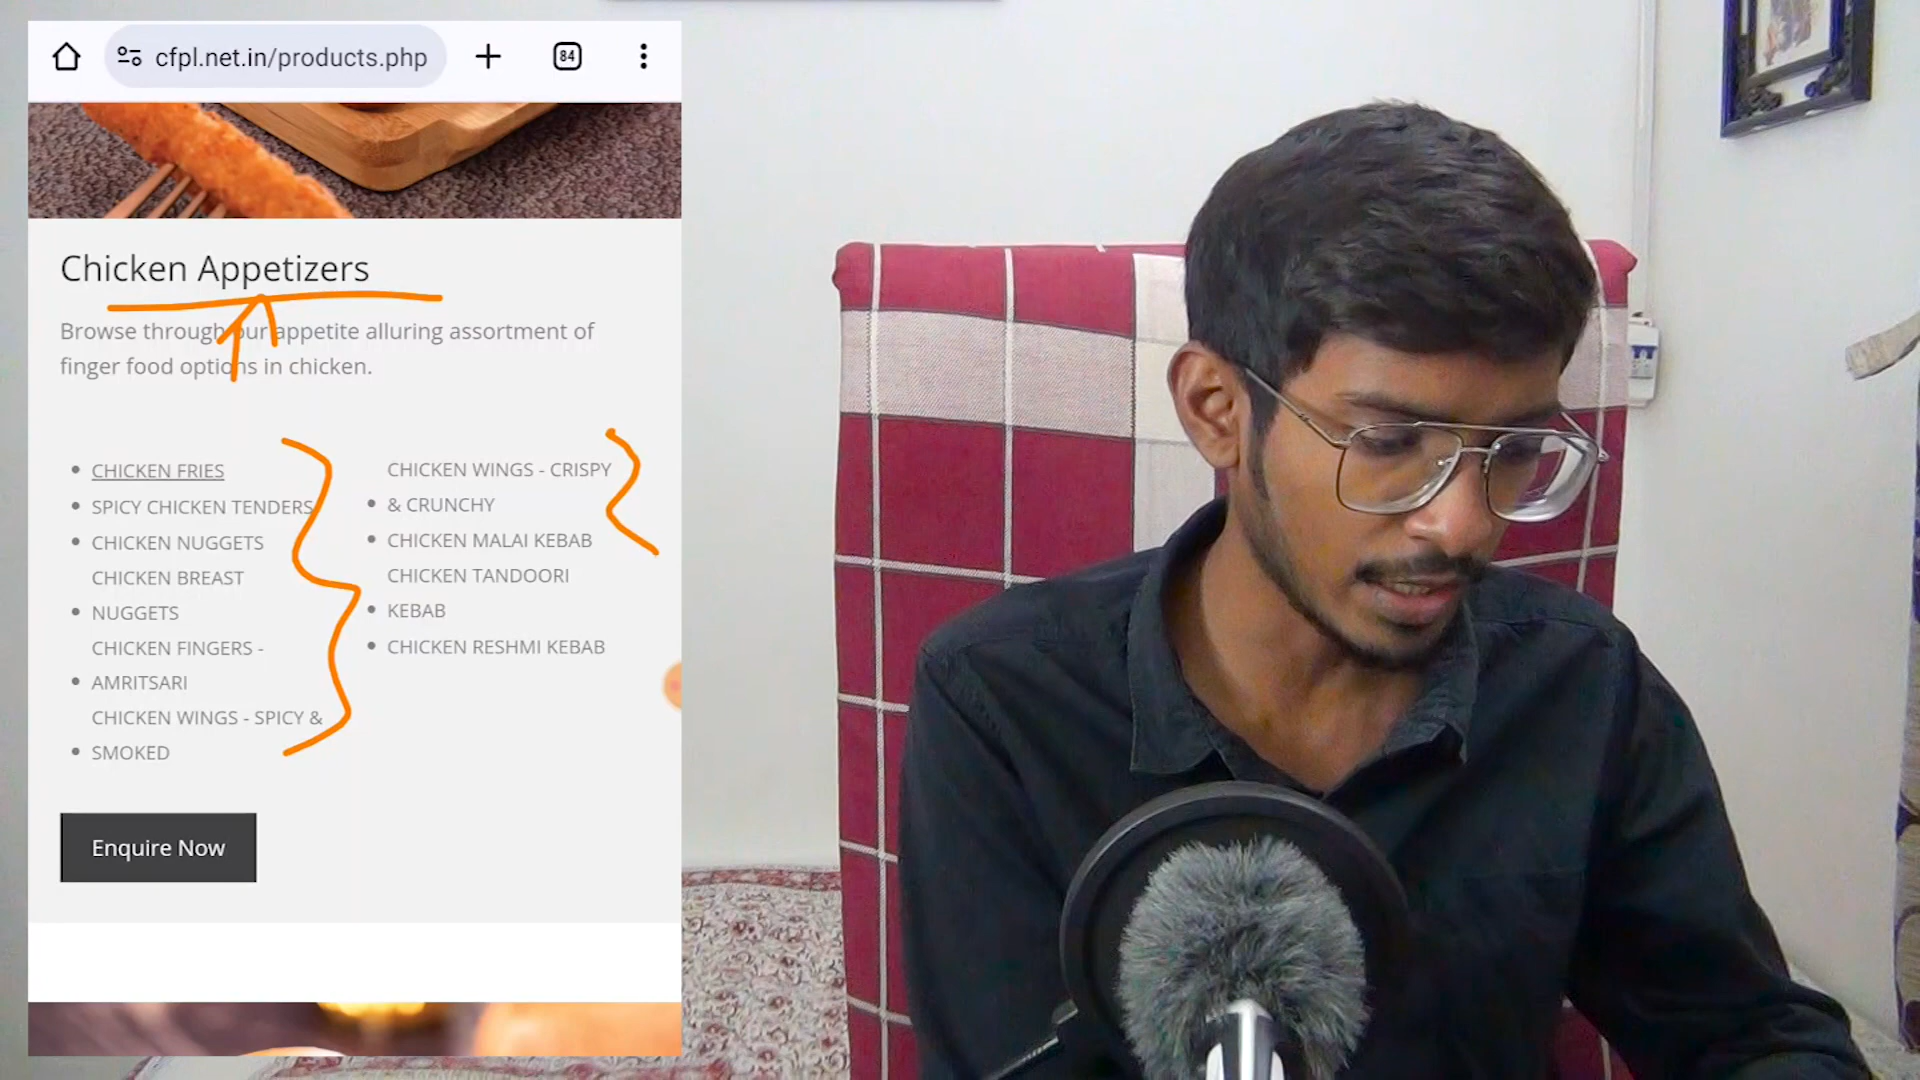 cfpl.net.in/products.php
84
Chicken Appetizers
Browse through our appetite alluring assortment of
finger food options in chicken.
CHICKEN FRIES
SPICY CHICKEN TENDERS
CHICKEN NUGGETS
CHICKEN BREAST
NUGGETS
CHICKEN FINGERS -
AMRITSARI
CHICKEN WINGS - SPICY &
SMOKED
CHICKEN WINGS - CRISPY
& CRUNCHY
CHICKEN MALAI KEBAB
CHICKEN TANDOORI
KEBAB
CHICKEN RESHMI KEBAB
Enquire Now